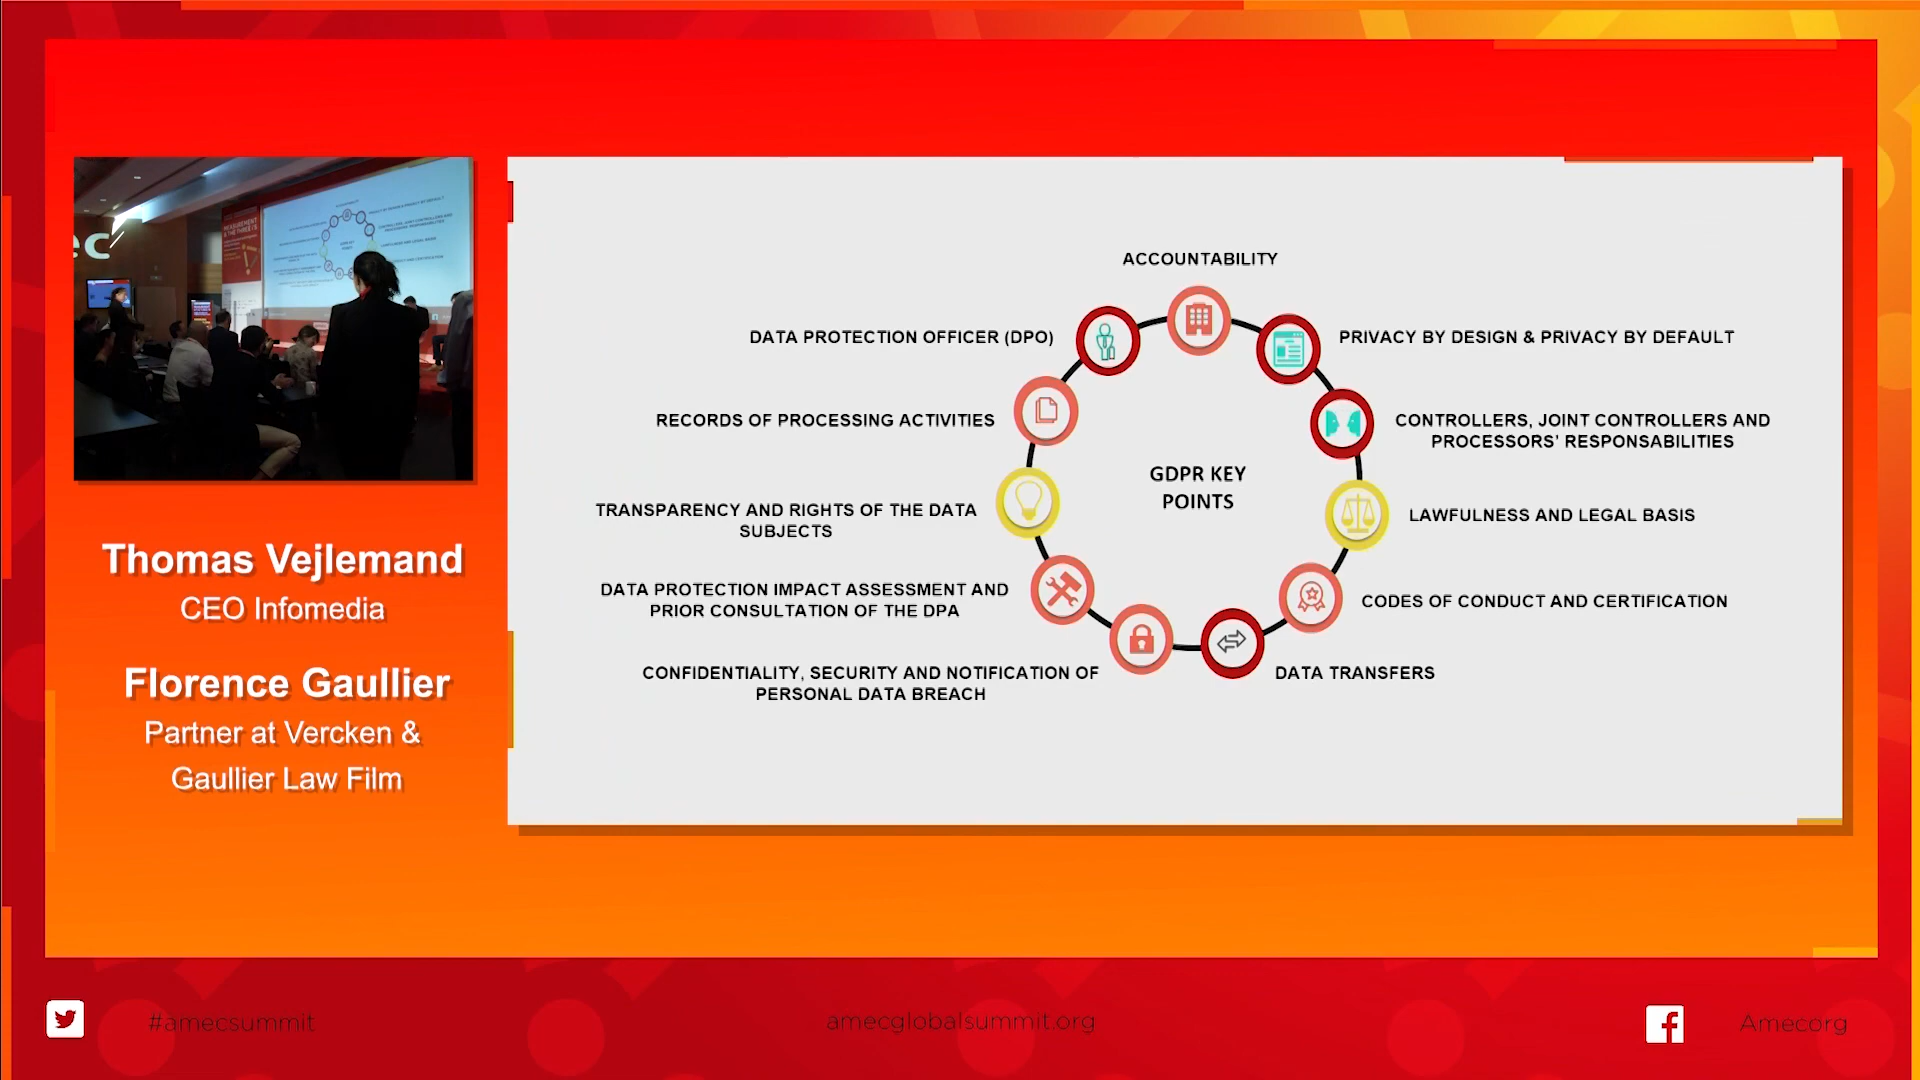 ec
Thomas Vejlemand
CEO Infomedia
Florence Gaullier
Partner at Vercken &
Gaullier Law Film
ACCOUNTABILITY
DATA PROTECTION OFFICER (DPO)
PRIVACY BY DESIGN & PRIVACY BY DEFAULT
RECORDS OF PROCESSING ACTIVITIES
CONTROLLERS, JOINT CONTROLLERS AND
PROCESSORS' RESPONSABILITIES
GDPR KEY
POINTS
TRANSPARENCY AND RIGHTS OF THE DATA
SUBJECTS
LAWFULNESS AND LEGAL BASIS
DATA PROTECTION IMPACT ASSESSMENT AND
PRIOR CONSULTATION OF THE DPA
CODES OF CONDUCT AND CERTIFICATION
CONFIDENTIALITY, SECURITY AND NOTIFICATION OF
PERSONAL DATA BREACH
DATA TRANSFERS
#amecsummit
amecglobalsummit.org
Amecorg